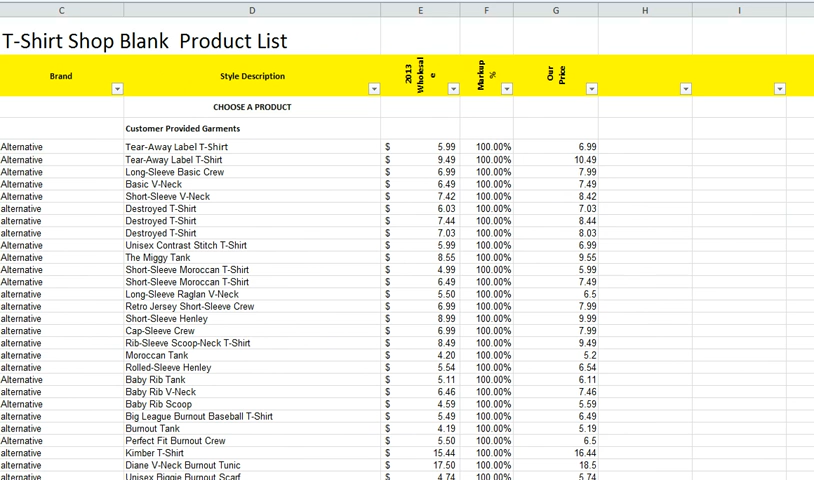 C D E F G H I
T-Shirt Shop Blank Product List
Brand Style Description 2013 Wholesale Markup % Our Price
CHOOSE A PRODUCT
Customer Provided Garments
Alternative Tear-Away Label T-Shirt $ 5.99 100.00% 6.99
Alternative Tear-Away Label T-Shirt $ 9.49 100.00% 10.49
Alternative Long-Sleeve Basic Crew $ 6.99 100.00% 7.99
Alternative Basic V-Neck $ 6.49 100.00% 7.49
Alternative Short-Sleeve V-Neck $ 7.42 100.00% 8.42
alternative Destroyed T-Shirt $ 6.03 100.00% 7.03
alternative Destroyed T-Shirt $ 7.44 100.00% 8.44
alternative Destroyed T-Shirt $ 7.03 100.00% 8.03
Alternative Unisex Contrast Stitch T-Shirt $ 5.99 100.00% 6.99
Alternative The Miggy Tank $ 8.55 100.00% 9.55
alternative Short-Sleeve Moroccan T-Shirt $ 4.99 100.00% 5.99
Alternative Short-Sleeve Moroccan T-Shirt $ 6.49 100.00% 7.49
alternative Long-Sleeve Raglan V-Neck $ 5.50 100.00% 6.5
alternative Retro Jersey Short-Sleeve Crew $ 6.99 100.00% 7.99
alternative Short-Sleeve Henley $ 8.99 100.00% 9.99
alternative Cap-Sleeve Crew $ 6.99 100.00% 7.99
alternative Rib-Sleeve Scoop-Neck T-Shirt $ 8.49 100.00% 9.49
alternative Moroccan Tank $ 4.20 100.00% 5.2
alternative Rolled-Sleeve Henley $ 5.54 100.00% 6.54
Alternative Baby Rib Tank $ 5.11 100.00% 6.11
alternative Baby Rib V-Neck $ 6.46 100.00% 7.46
alternative Baby Rib Scoop $ 4.59 100.00% 5.59
alternative Big League Burnout Baseball T-Shirt $ 5.49 100.00% 6.49
alternative Burnout Tank $ 4.19 100.00% 5.19
Alternative Perfect Fit Burnout Crew $ 5.50 100.00% 6.5
alternative Kimber T-Shirt $ 15.44 100.00% 16.44
alternative Diane V-Neck Burnout Tunic $ 17.50 100.00% 18.5
alternative Unisex Biggie Burnout Scarf $ 4.74 100.00% 5.74